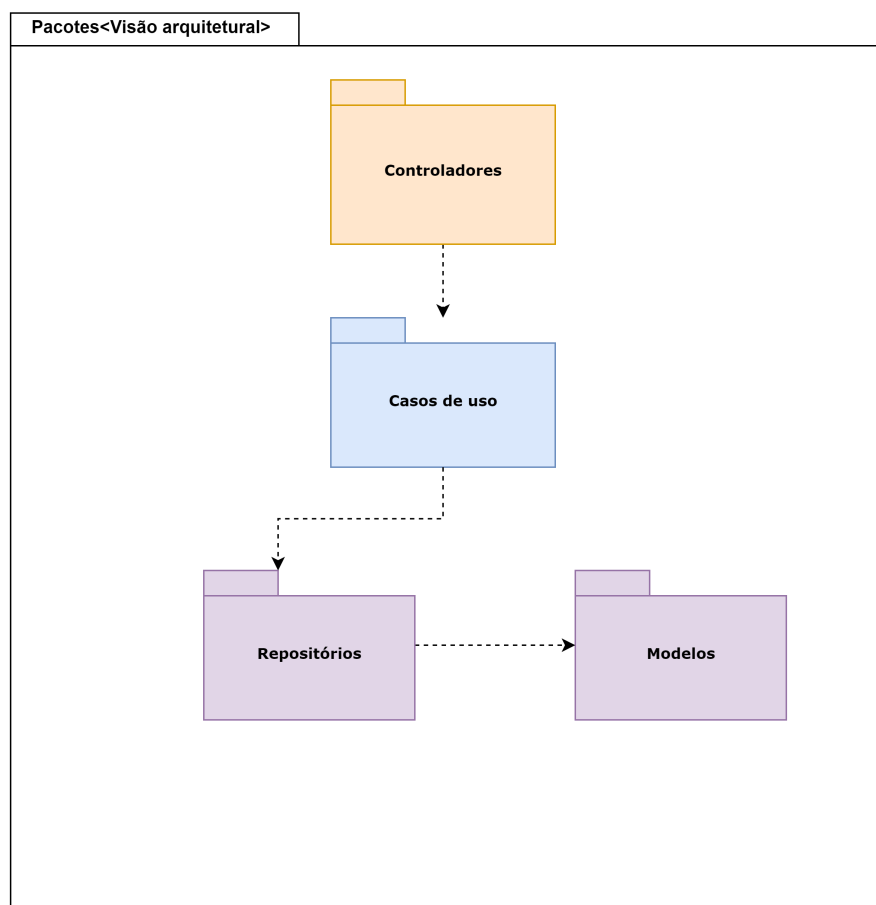 Pacotes<Visão arquitetural>
Controladores
Casos de uso
Repositórios
Modelos